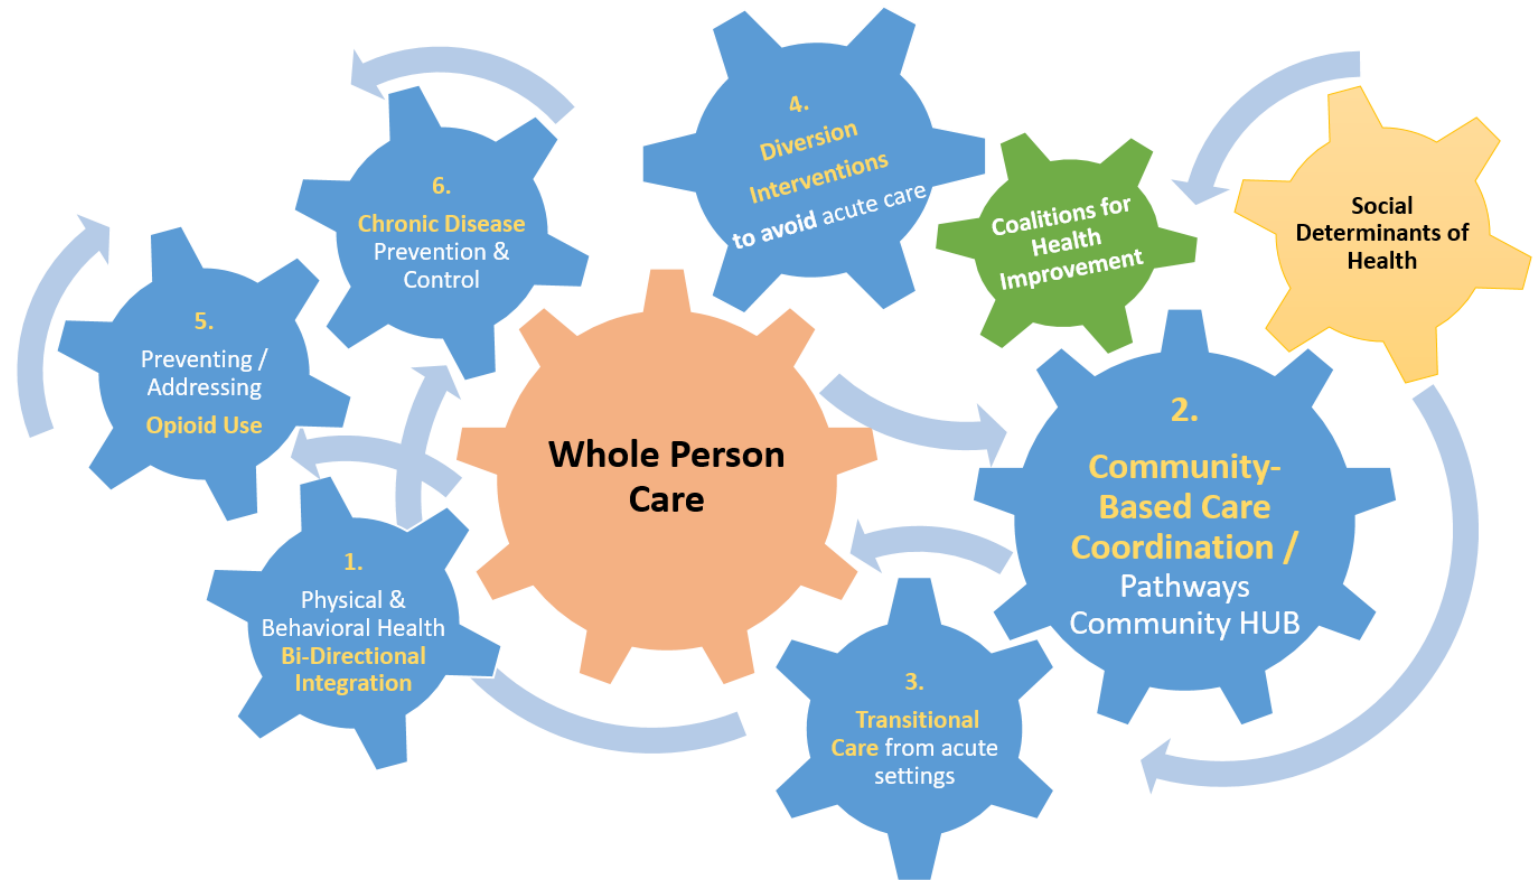 4.
Diversion
Interventions
to avoid acute care
6.
Chronic Disease
Prevention &
Control
Coalitions for
Health
Improvement
Social
Determinants of
Health
5.
Preventing /
Addressing
Opioid Use
Whole Person
Care
2.
Community-
Based Care
Coordination /
Pathways
Community HUB
1.
Physical &
Behavioral Health
Bi-Directional
Integration
3.
Transitional
Care from acute
settings